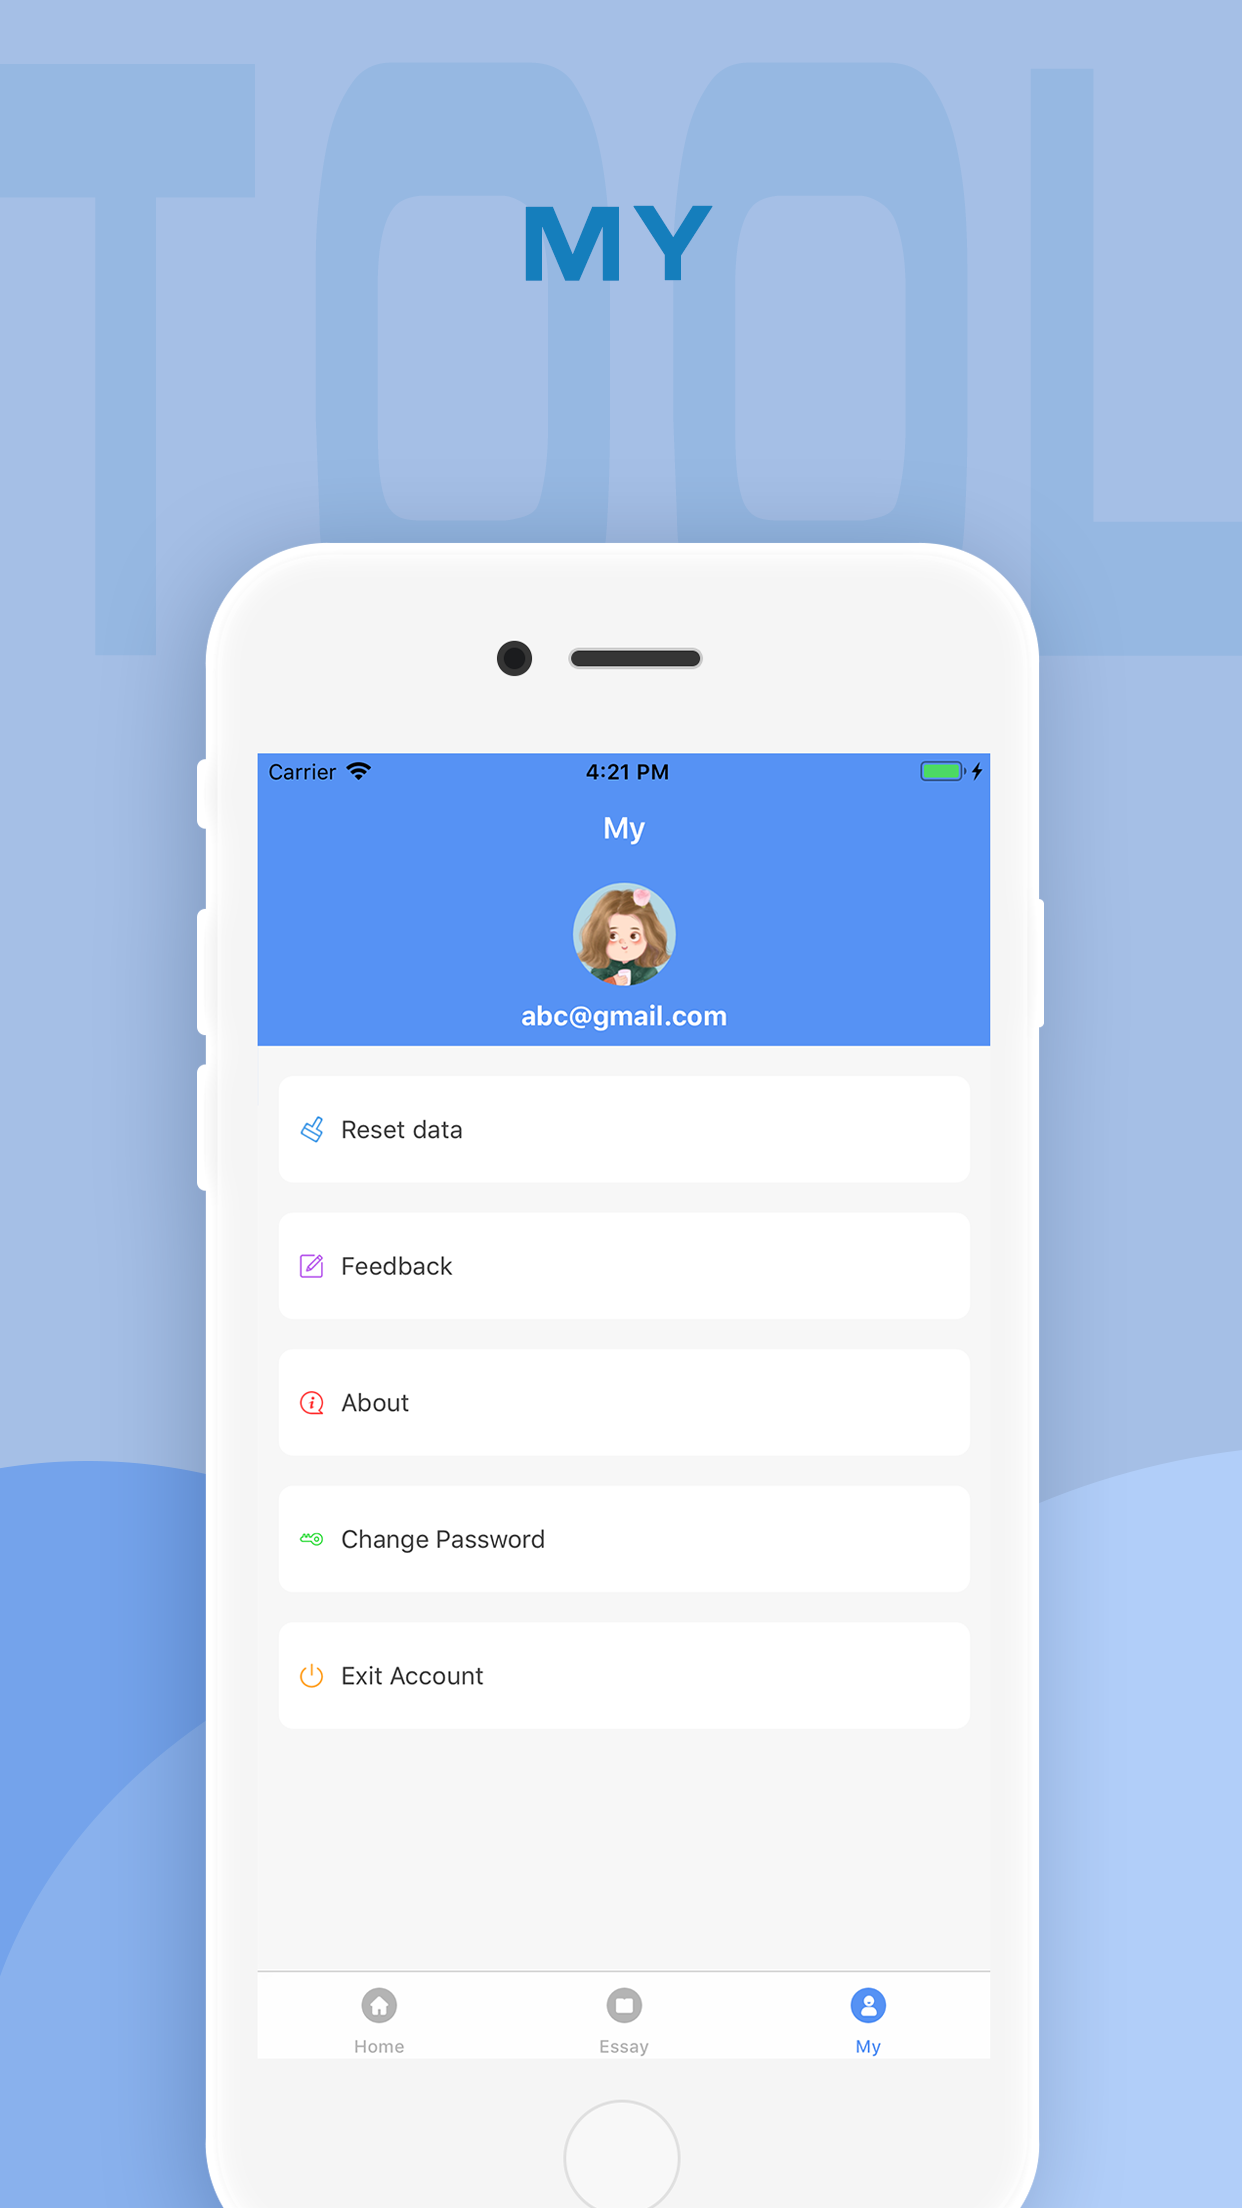 TOOL
MY
Carrier 4:21 PM
My
abc@gmail.com
Reset data
Feedback
About
Change Password
Exit Account
Home Essay My